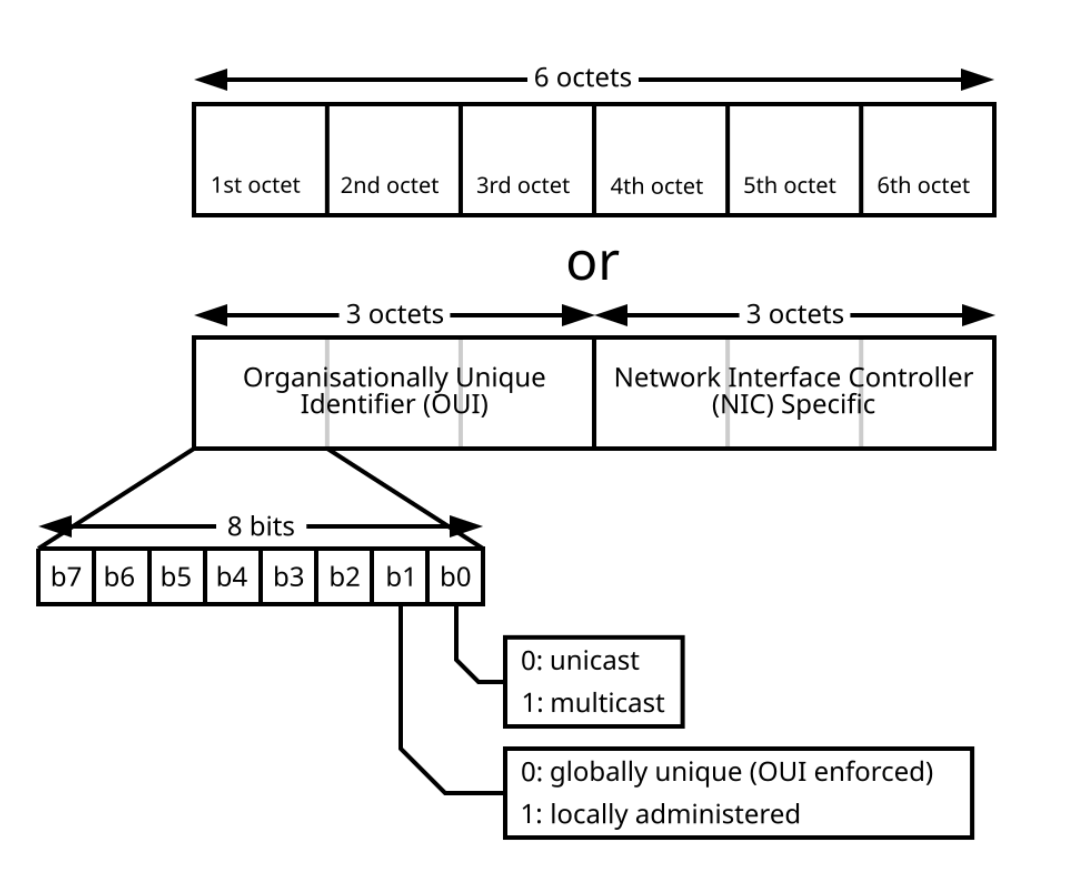 6 octets
1st octet 2nd octet 3rd octet 4th octet 5th octet 6th octet
or
3 octets 3 octets
Organisationally Unique
Identifier (OUI)
Network Interface Controller
(NIC) Specific
8 bits
b7 b6 b5 b4 b3 b2 b1 b0
0: unicast
1: multicast
0: globally unique (OUI enforced)
1: locally administered